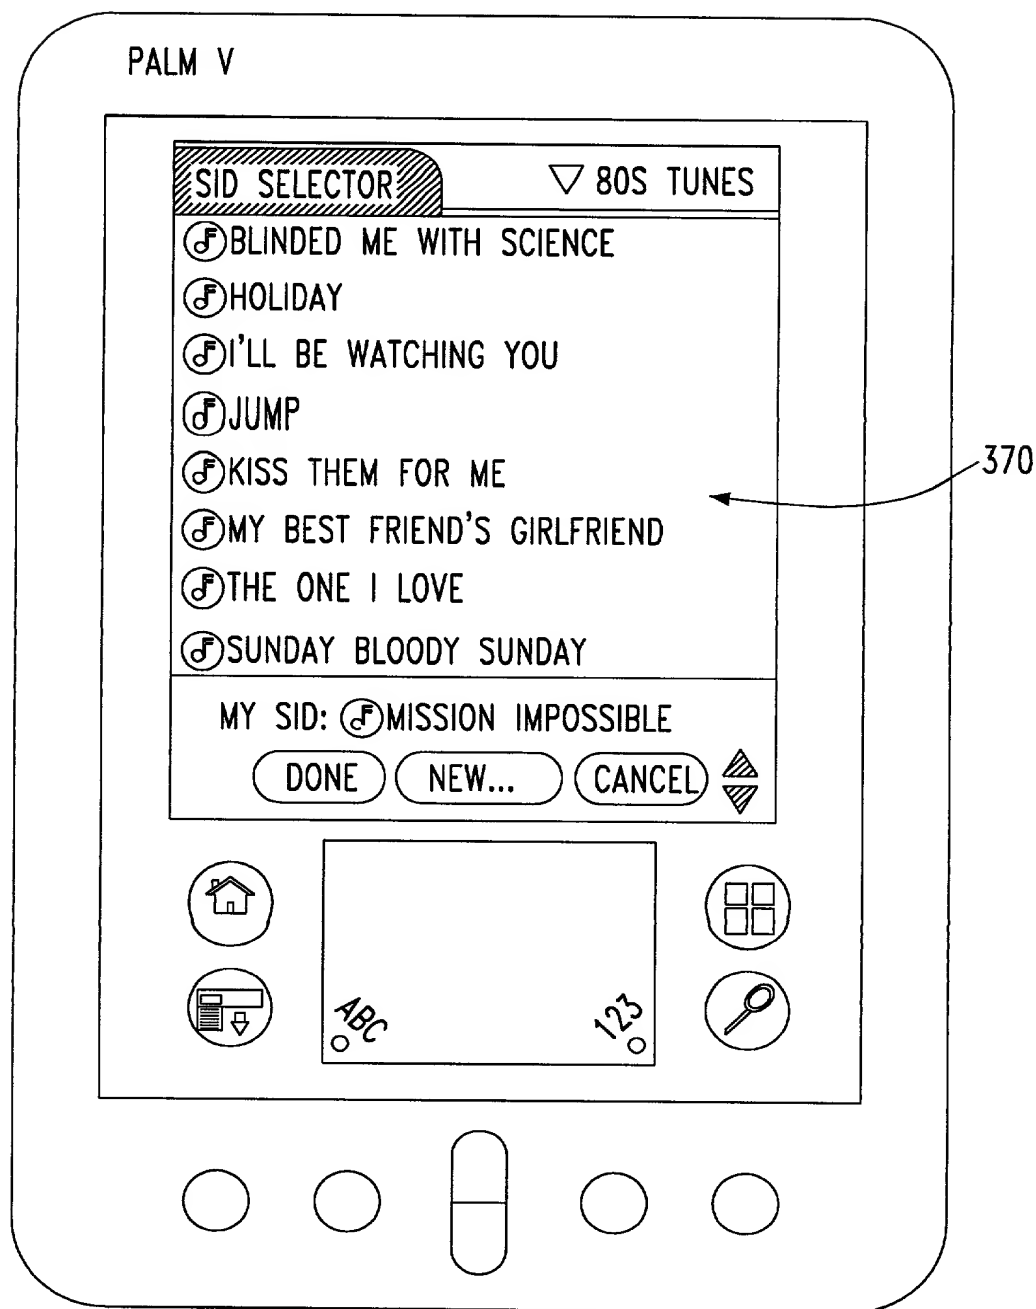 PALM V
SID SELECTOR ▽ 80S TUNES
BLINDED ME WITH SCIENCE
HOLIDAY
I'LL BE WATCHING YOU
JUMP
KISS THEM FOR ME
370
MY BEST FRIEND'S GIRLFRIEND
THE ONE I LOVE
SUNDAY BLOODY SUNDAY
MY SID: MISSION IMPOSSIBLE
DONE NEW... CANCEL
ABC 123